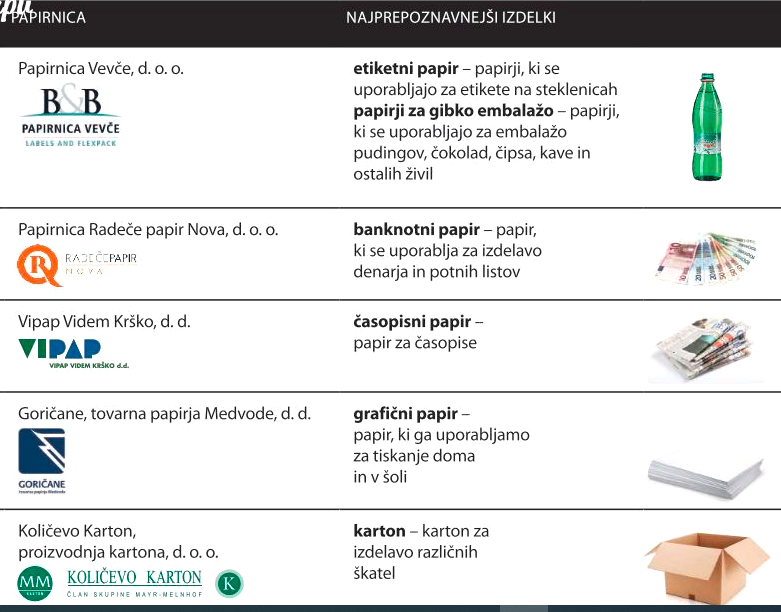 PAPIRNICA NAJPREPOZNAVNEJŠI IZDELKI
Papirnica Vevče, d. o. o.
B&B
PAPIRNICA VEVČE
LABELS AND FLEXPACK
etiketni papir – papirji, ki se
uporabljajo za etikete na steklenicah
papirji za gibko embalažo – papirji,
ki se uporabljajo za embalažo
pudingov, čokolad, čipsa, kave in
ostalih živil
Papirnica Radeče papir Nova, d. o. o.
RADEČEPAPIR
NOVA
banknotni papir – papir,
ki se uporablja za izdelavo
denarja in potnih listov
Vipap Videm Krško, d. d.
VIPAP
VIPAP VIDEM KRŠKO d.d.
časopisni papir –
papir za časopise
Goričane, tovarna papirja Medvode, d. d.
GORIČANE
tovarna papirja Medvode
grafični papir –
papir, ki ga uporabljamo
za tiskanje doma
in v šoli
Količevo Karton,
proizvodnja kartona, d. o. o.
MM
KARTON
KOLIČEVO KARTON
ČLAN SKUPINE MAYR-MELNHOF
K
karton – karton za
izdelavo različnih
škatel